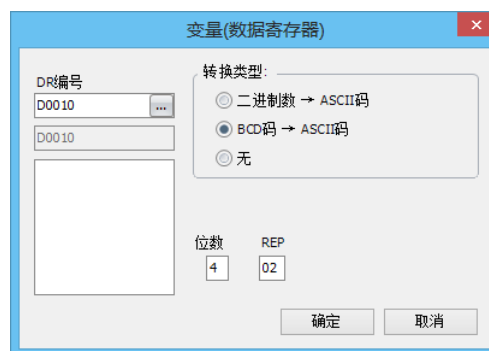 变量(数据寄存器)
DR编号
D0010 ...
D0010
转换类型:
二进制数 → ASCII码
BCD码 → ASCII码
无
位数 REP
4 02
确定 取消